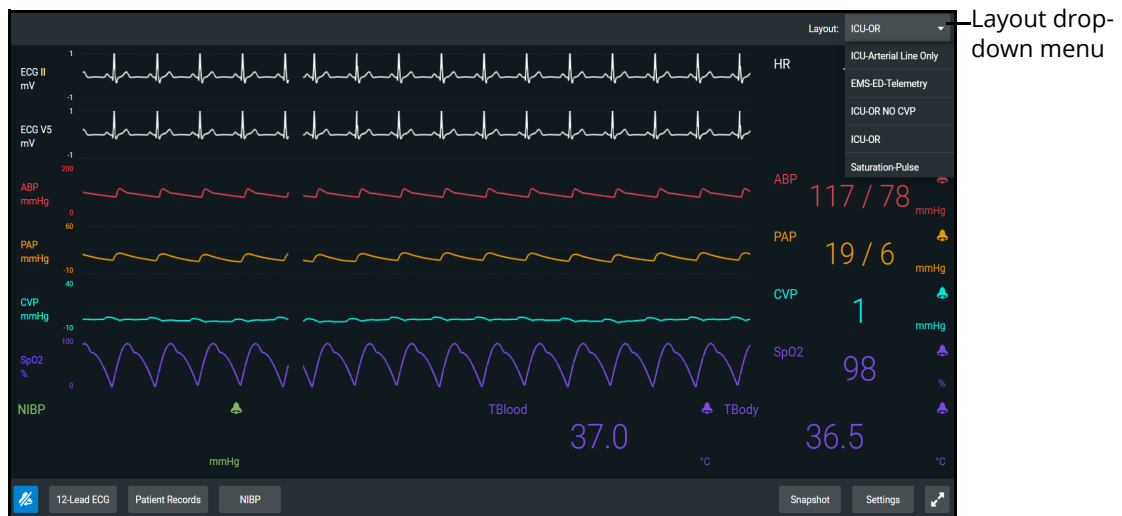 Layout: ICU-OR
Layout drop-
down menu
ICU-Arterial Line Only
EMS-ED-Telemetry
ICU-OR NO CVP
ICU-OR
Saturation-Pulse
ECG II
mV
1
-1
HR
ECG V5
mV
1
-1
ABP
mmHg
200
0
ABP
117 / 78
mmHg
PAP
mmHg
60
-10
PAP
19 / 6
mmHg
CVP
mmHg
40
-10
CVP
1
mmHg
SpO2
%
100
0
SpO2
98
%
NIBP
mmHg
TBlood
37.0
°C
TBody
36.5
°C
12-Lead ECG Patient Records NIBP Snapshot Settings